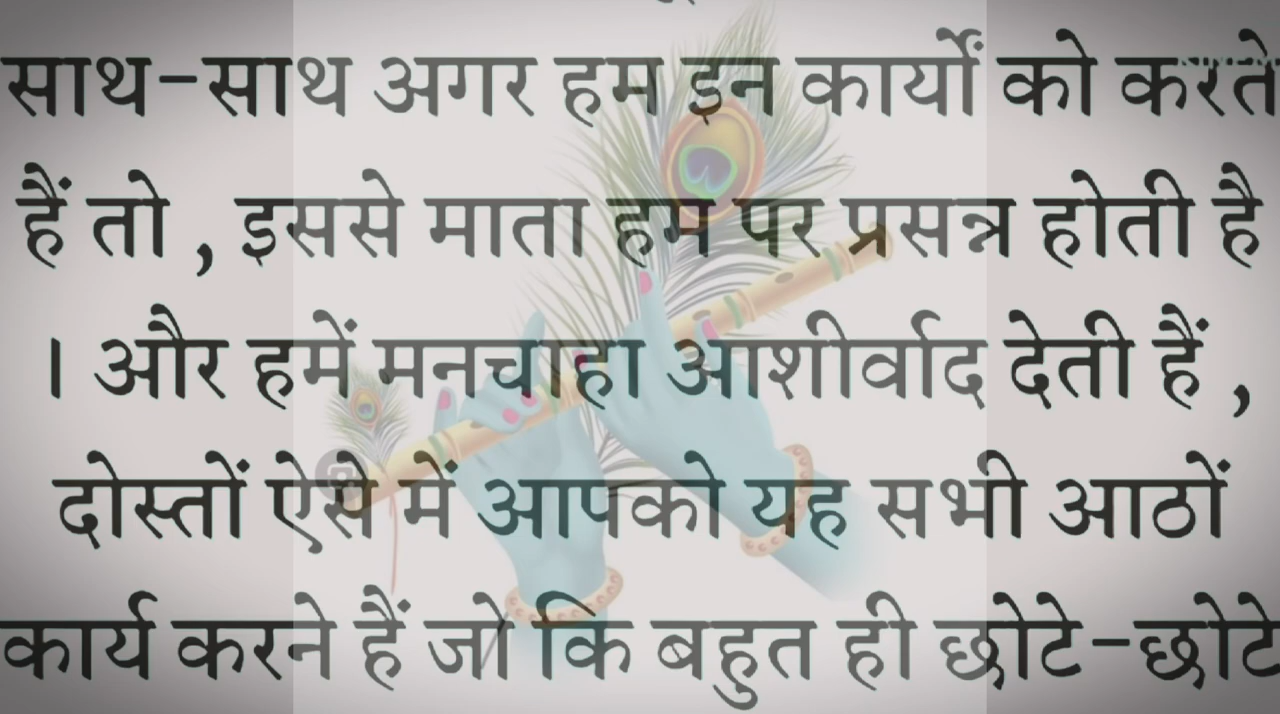 साथ-साथ अगर हम इन कार्यों को करते
हैं तो , इससे माता हम पर प्रसन्न होती है
। और हमें मनचाहा आशीर्वाद देती हैं ,
दोस्तों ऐसे में आपको यह सभी आठों
कार्य करने हैं जो कि बहुत ही छोटे-छोटे